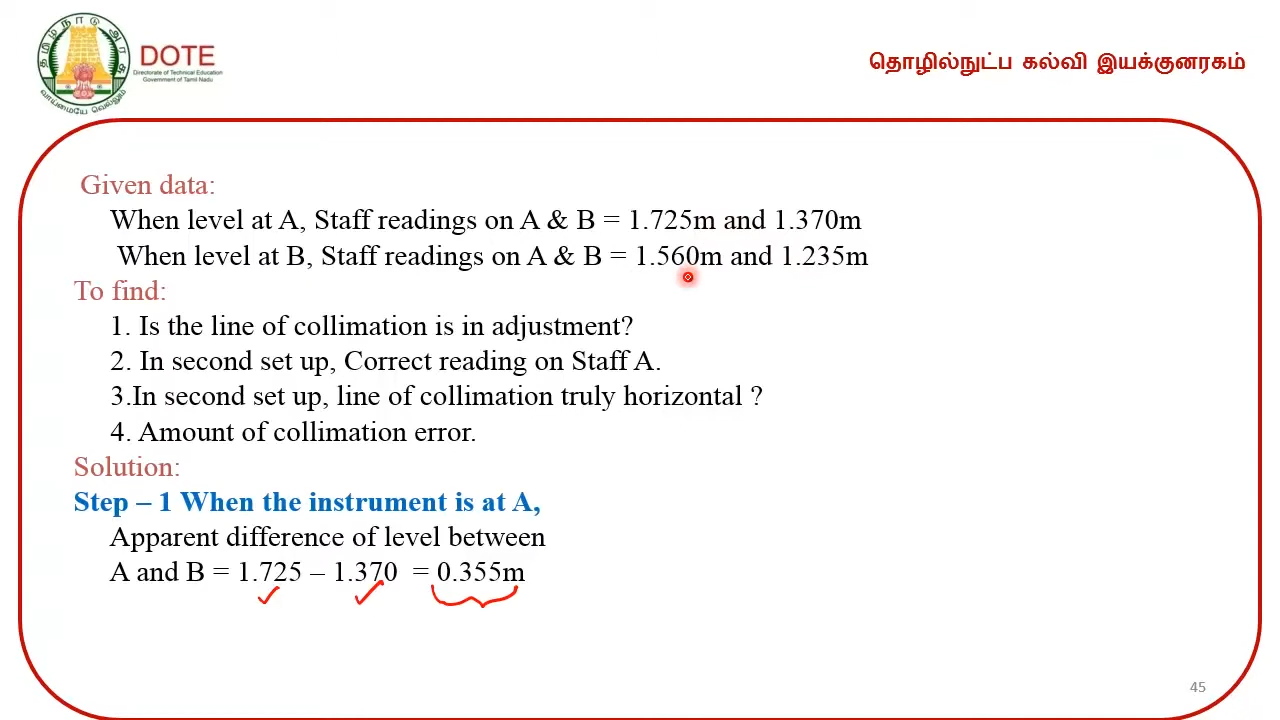 தமிழ்நாடு அரசு
வாய்மையே வெல்லும்
DOTE
Directorate of Technical Education
Government of Tamil Nadu
தொழில்நுட்ப கல்வி இயக்குனரகம்
Given data:
When level at A, Staff readings on A & B = 1.725m and 1.370m
When level at B, Staff readings on A & B = 1.560m and 1.235m
To find:
1. Is the line of collimation is in adjustment?
2. In second set up, Correct reading on Staff A.
3.In second set up, line of collimation truly horizontal ?
4. Amount of collimation error.
Solution:
Step – 1 When the instrument is at A,
Apparent difference of level between
A and B = 1.725 – 1.370 = 0.355m
45